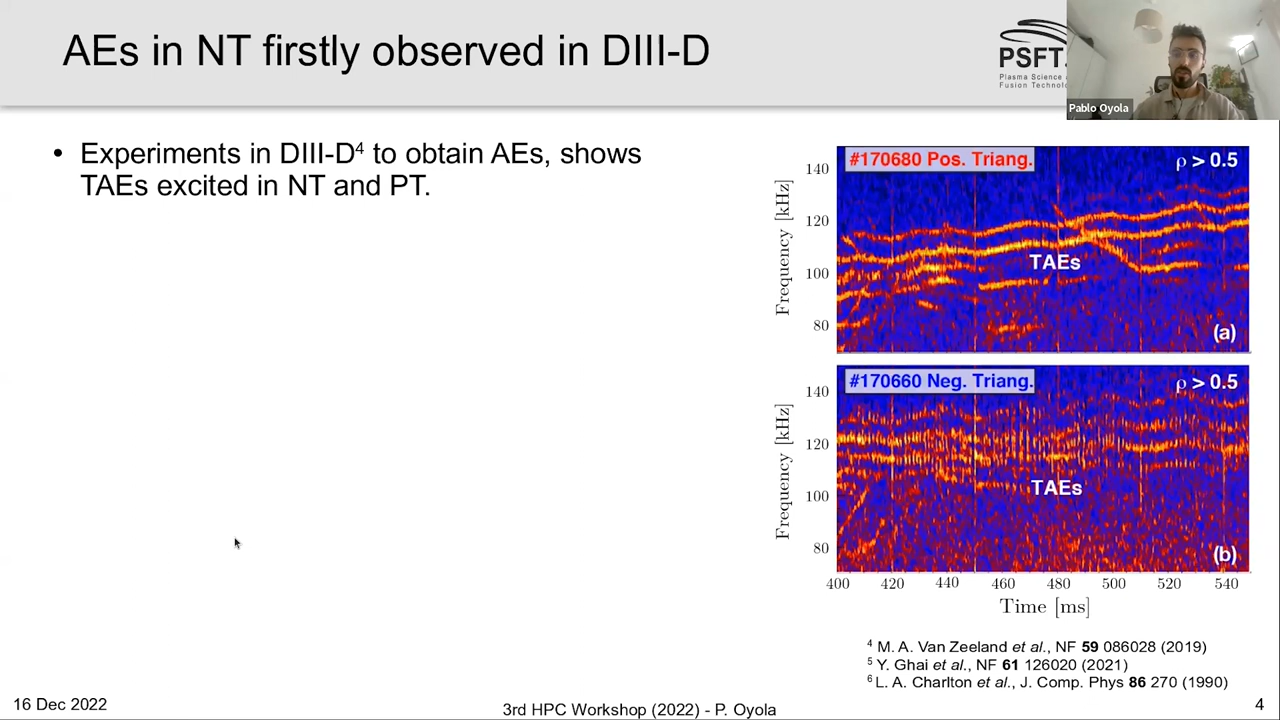 AEs in NT firstly observed in DIII-D
PSFT
Plasma Science
Fusion Technolo
Pablo Oyola
• Experiments in DIII-D⁴ to obtain AEs, shows
TAEs excited in NT and PT.
#170680 Pos. Triang.
ρ > 0.5
Frequency [kHz]
140
120
100
80
TAEs
(a)
#170660 Neg. Triang.
ρ > 0.5
Frequency [kHz]
140
120
100
80
TAEs
(b)
400 420 440 460 480 500 520 540
Time [ms]
⁴ M. A. Van Zeeland et al., NF 59 086028 (2019)
⁵ Y. Ghai et al., NF 61 126020 (2021)
⁶ L. A. Charlton et al., J. Comp. Phys 86 270 (1990)
16 Dec 2022
3rd HPC Workshop (2022) - P. Oyola
4